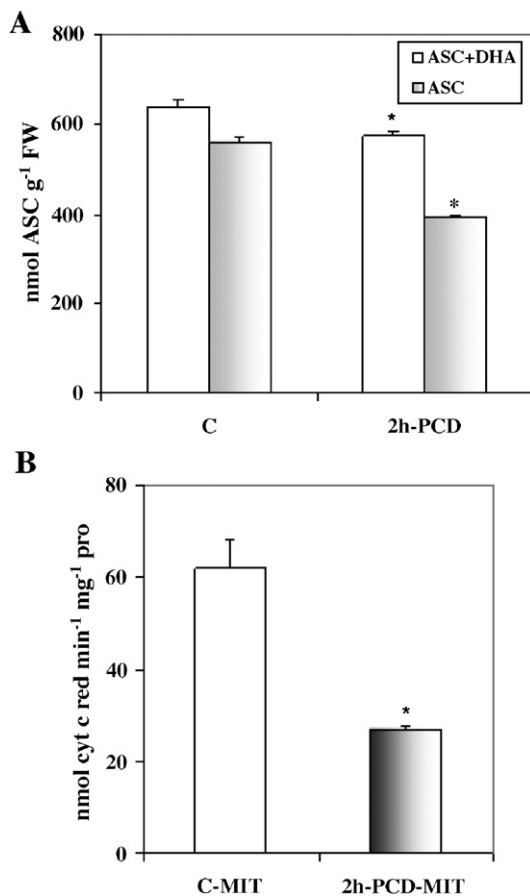 A
800
ASC+DHA
ASC
600
*
*
400
200
0
nmol ASC g⁻¹ FW
C 2h-PCD
B
80
60
*
40
20
0
nmol cyt c red min⁻¹ mg⁻¹ pro
C-MIT 2h-PCD-MIT